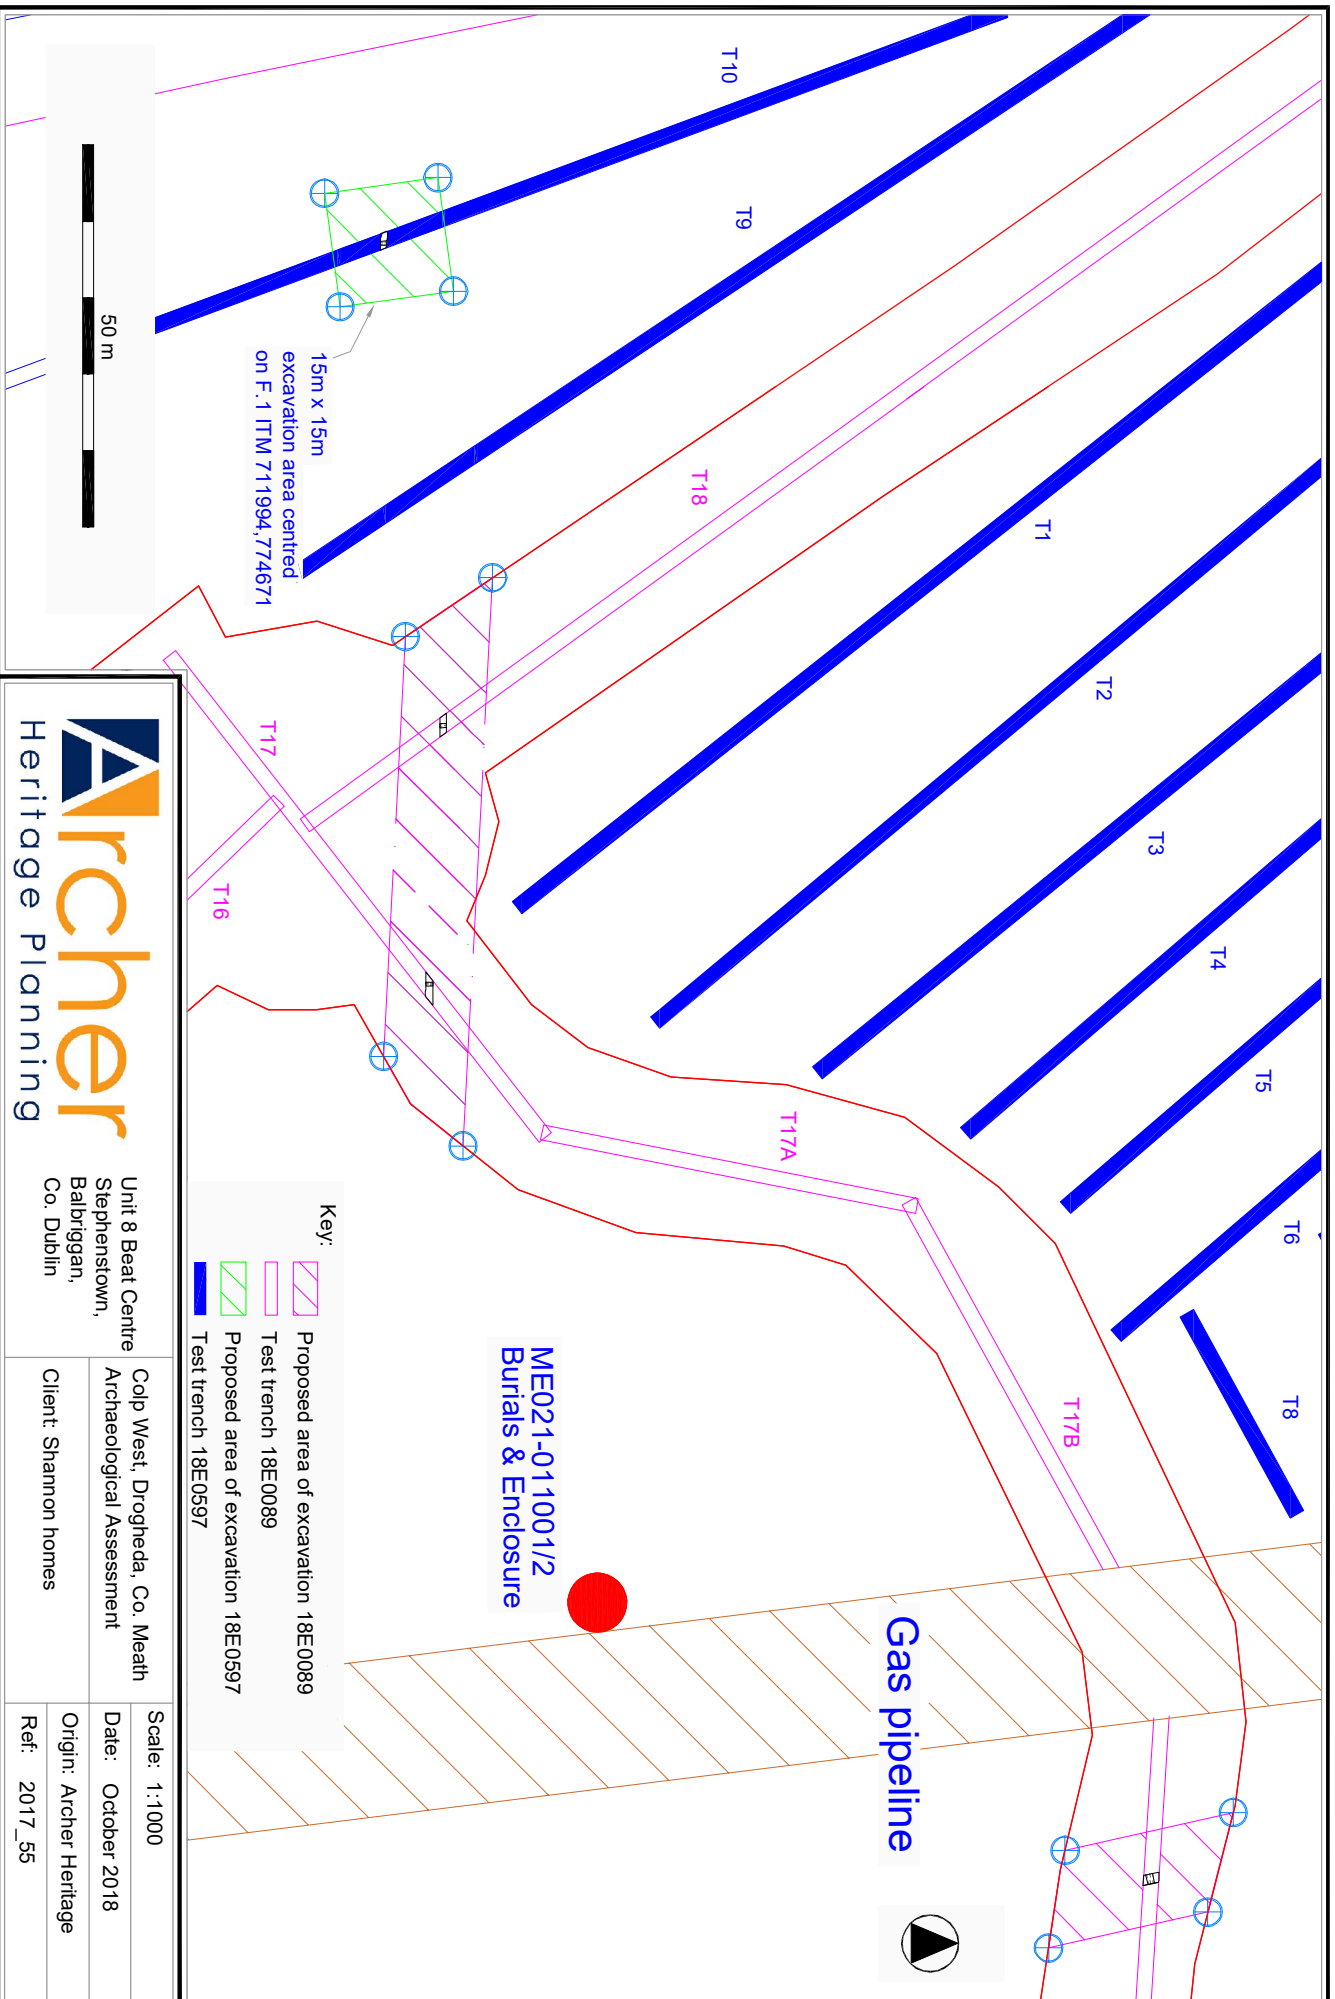 T10
T9
T18
T1
T2
T3
T4
T5
T6
T8
T17
T16
T17A
T17B
15m x 15m
excavation area centred
on F.1 ITM 711994,774671
50 m
ME021-011001/2
Burials & Enclosure
Gas pipeline
Key:
Proposed area of excavation 18E0089
Test trench 18E0089
Proposed area of excavation 18E0597
Test trench 18E0597
Archer
Heritage Planning
Unit 8 Beat Centre
Stephenstown,
Balbriggan,
Co. Dublin
Colp West, Drogheda, Co. Meath
Archaeological Assessment
Client: Shannon homes
Scale: 1:1000
Date: October 2018
Origin: Archer Heritage
Ref: 2017_55